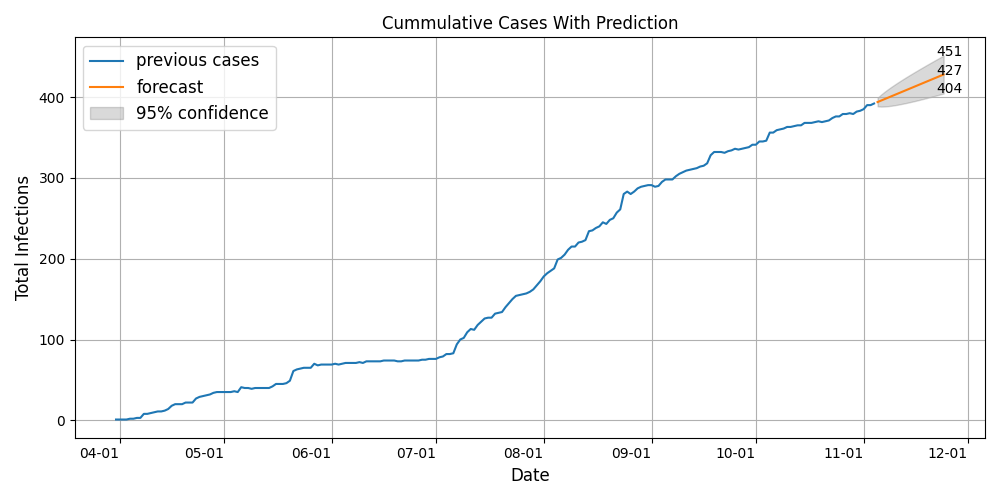 Cummulative Cases With Prediction
previous cases
forecast
95% confidence
451
427
404
400
300
200
100
0
Total Infections
04-01 05-01 06-01 07-01 08-01 09-01 10-01 11-01 12-01
Date